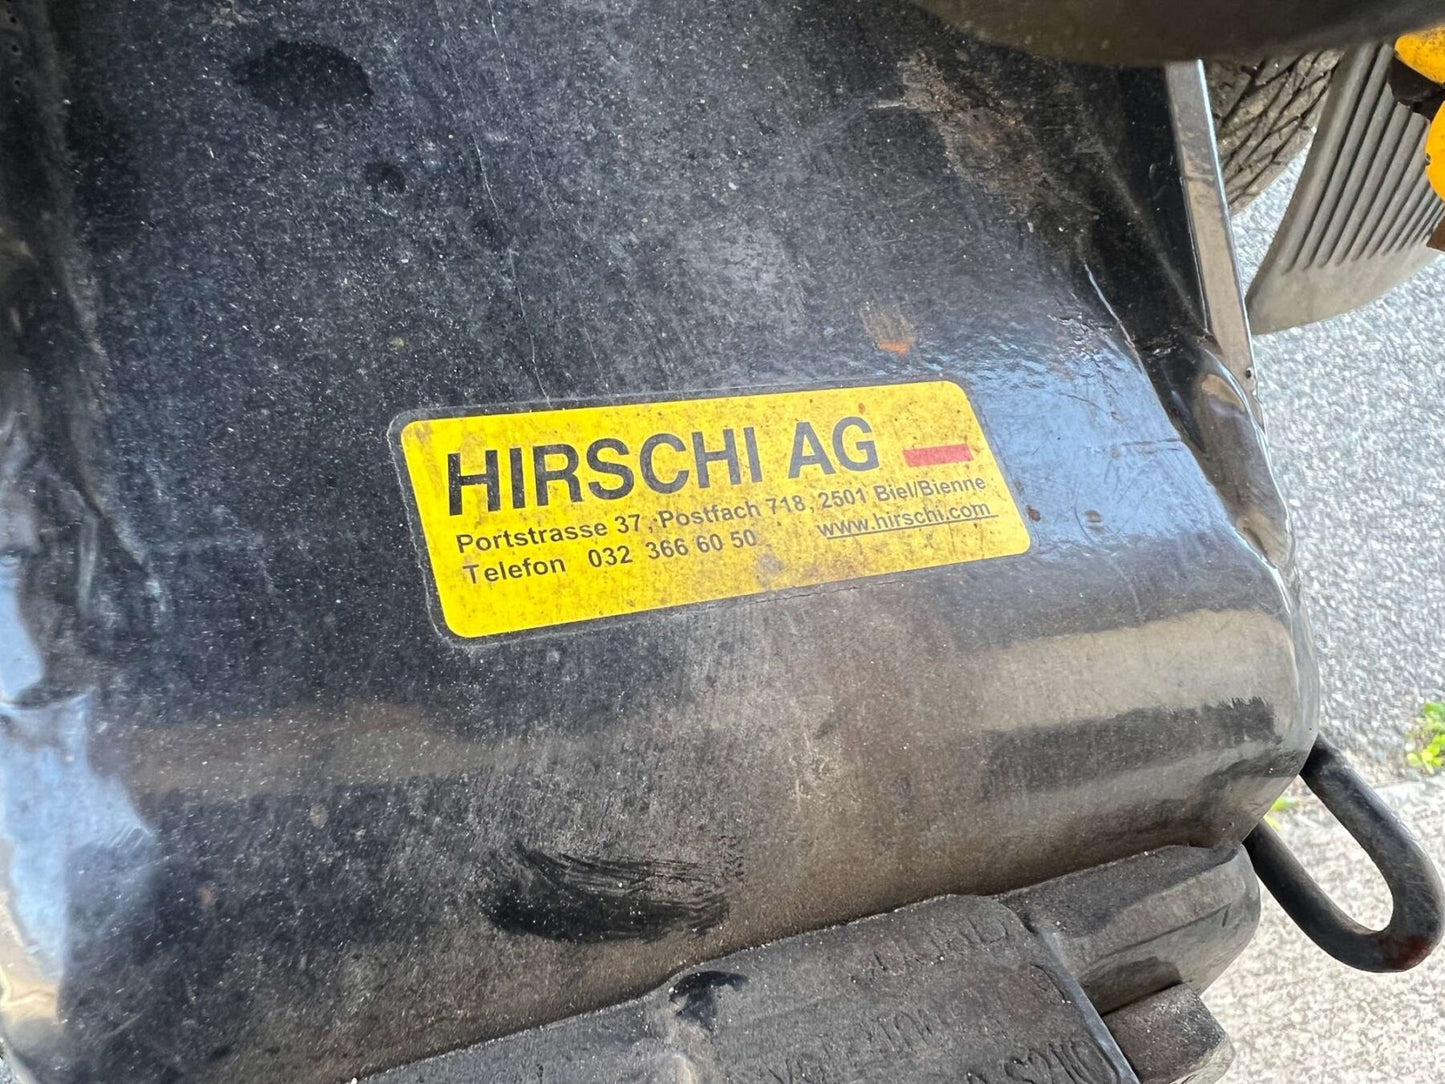 HIRSCHI AG
Portstrasse 37, Postfach 718, 2501 Biel/Bienne
Telefon 032 366 60 50 www.hirschi.com